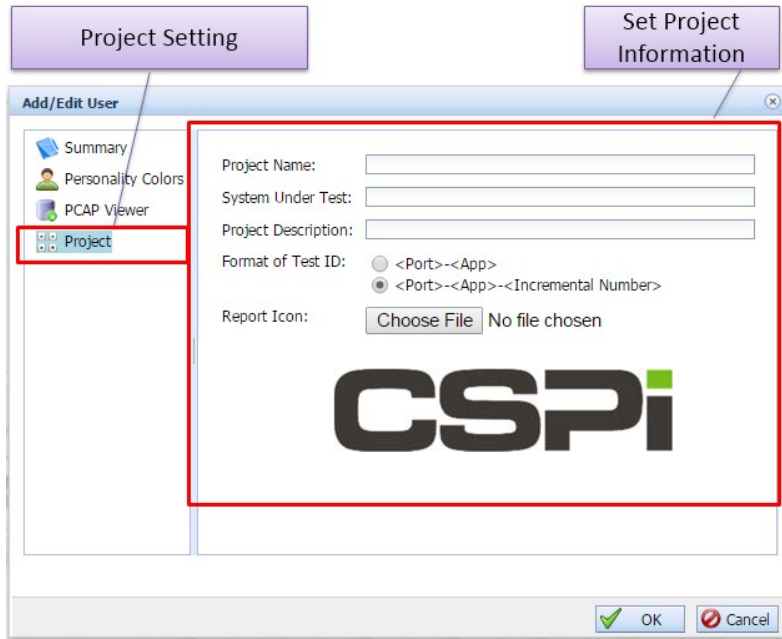 Project Setting
Set Project
Information
Add/Edit User
Summary
Personality Colors
PCAP Viewer
Project
Project Name:
System Under Test:
Project Description:
Format of Test ID:
<Port>-<App>
<Port>-<App>-<Incremental Number>
Report Icon:
Choose File No file chosen
CSPi
OK
Cancel